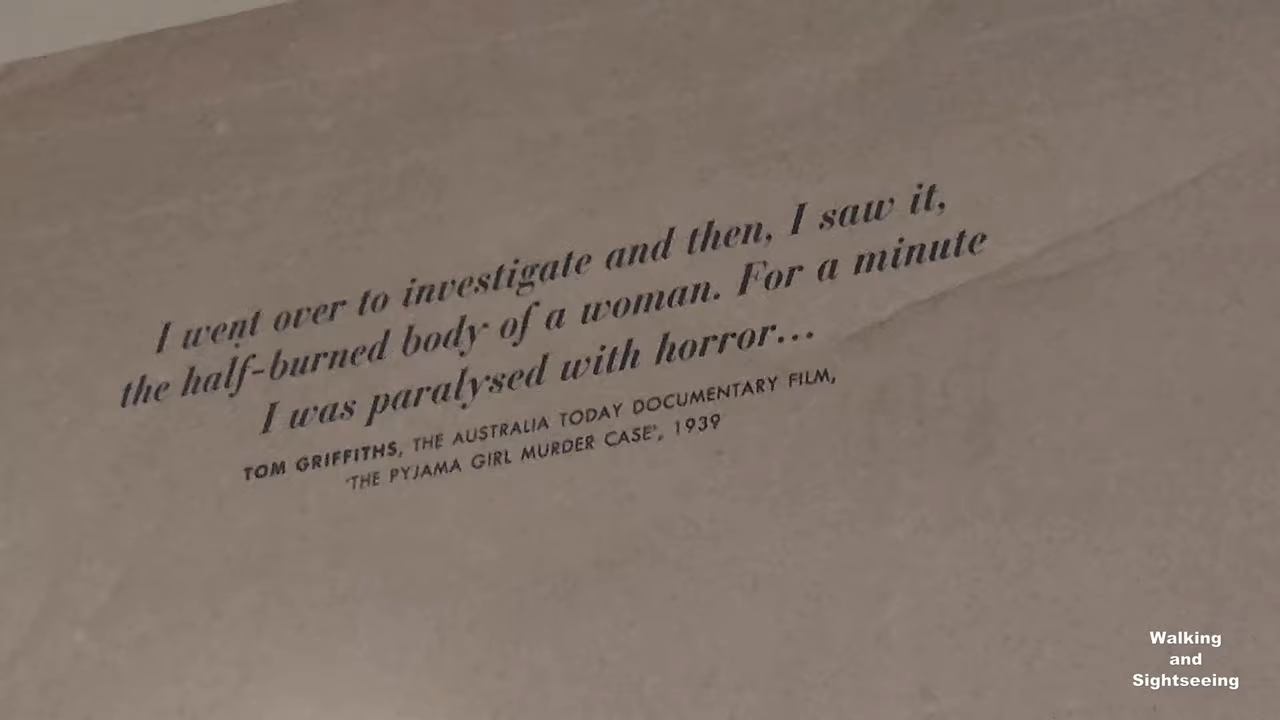 I went over to investigate and then, I saw it,
the half-burned body of a woman. For a minute
I was paralysed with horror...
TOM GRIFFITHS, THE AUSTRALIA TODAY DOCUMENTARY FILM,
'THE PYJAMA GIRL MURDER CASE', 1939
Walking
and
Sightseeing